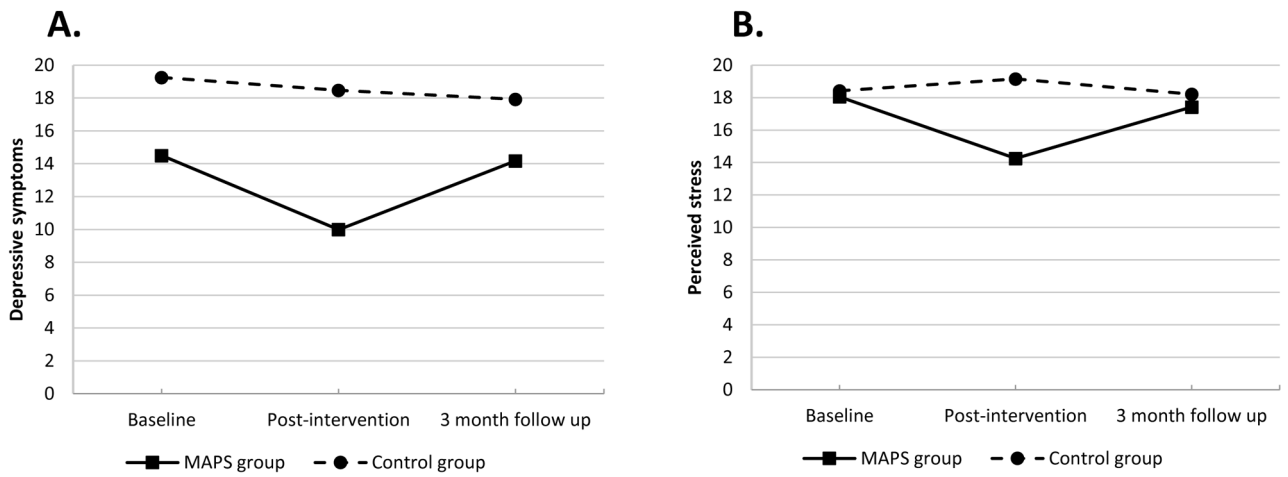 A.
20
18
16
14
12
10
8
6
4
2
0
Depressive symptoms
Baseline Post-intervention 3 month follow up
MAPS group Control group
B.
20
18
16
14
12
10
8
6
4
2
0
Perceived stress
Baseline Post-intervention 3 month follow up
MAPS group Control group